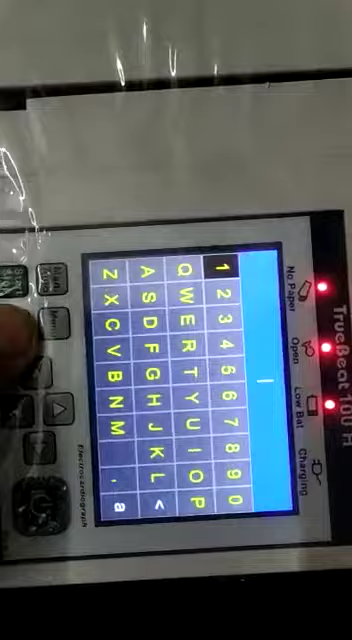 TrueBeat 100 H
No Paper Open Low Bat Charging
1 2 3 4 5 6 7 8 9 0
Q W E R T Y U I O P
A S D F G H J K L <
Z X C V B N M . a
Menu
Electrocardiograph